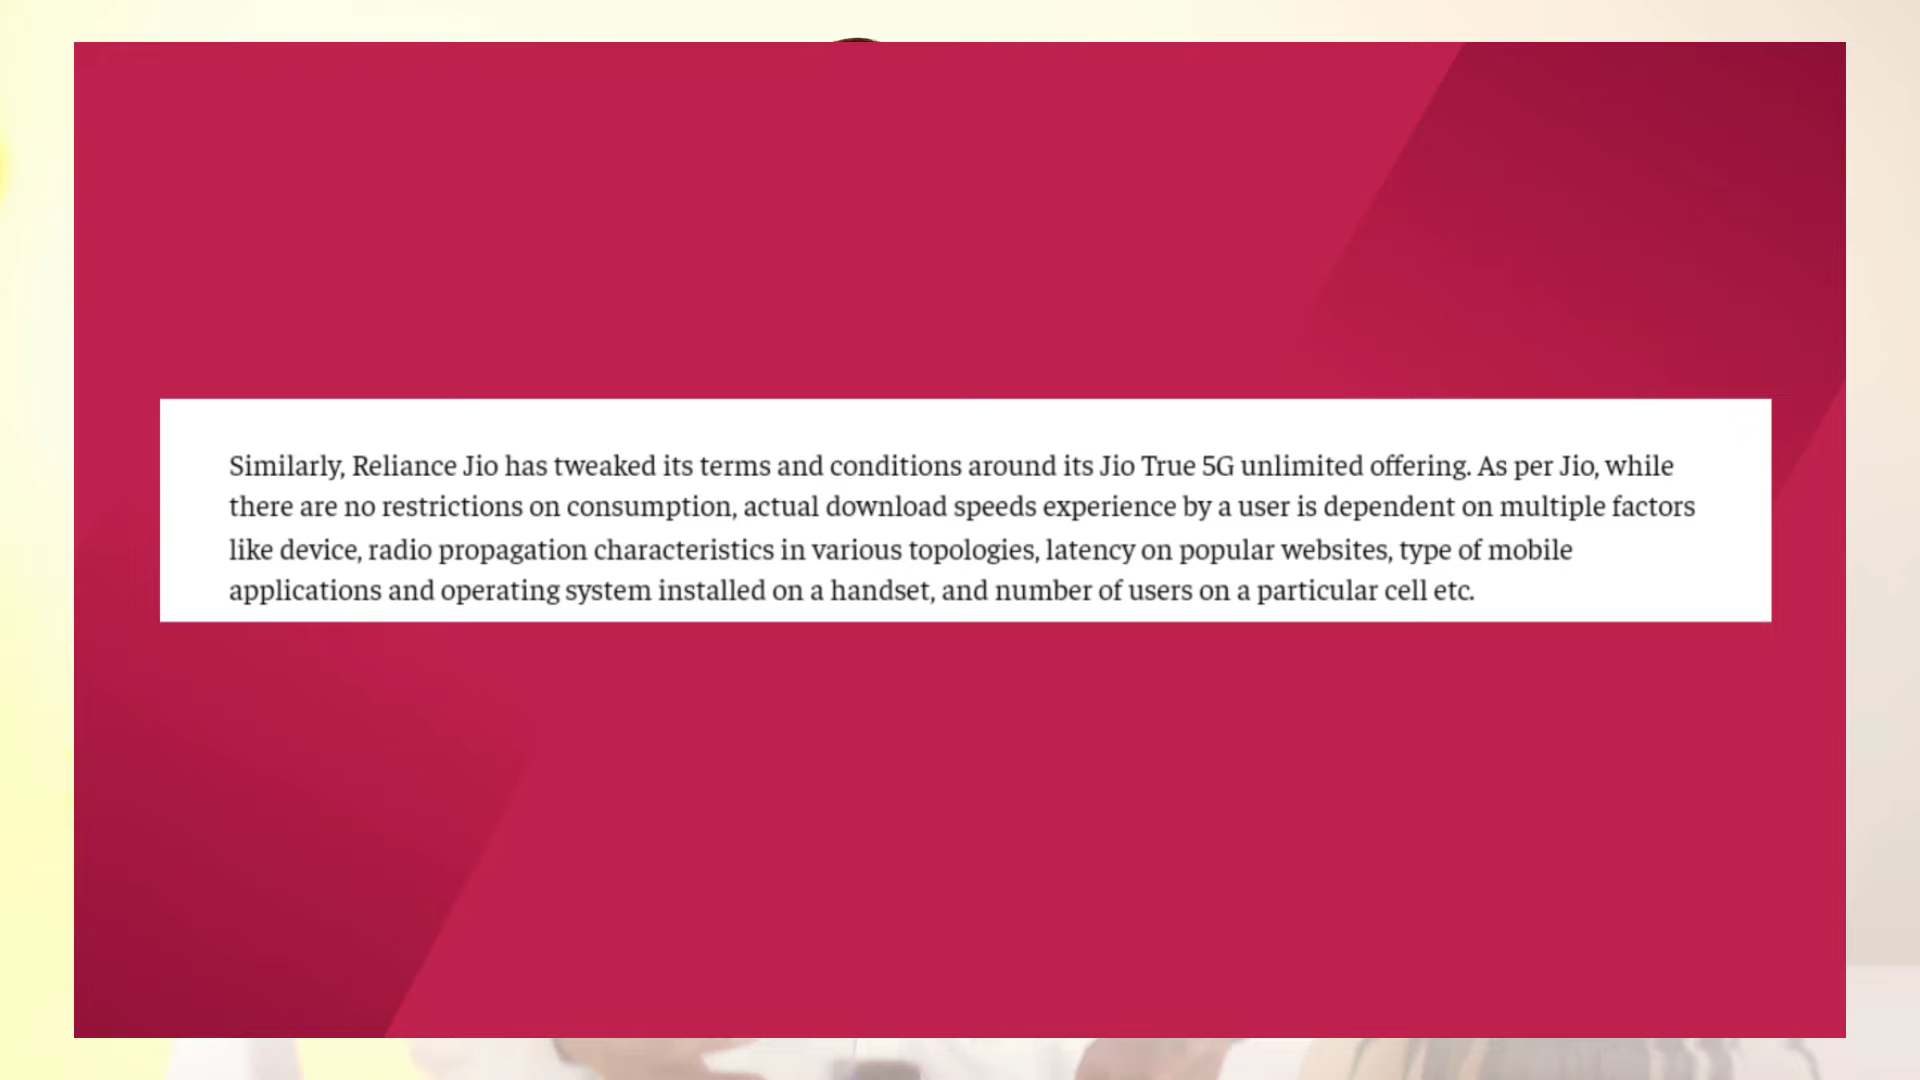 Similarly, Reliance Jio has tweaked its terms and conditions around its Jio True 5G unlimited offering. As per Jio, while
there are no restrictions on consumption, actual download speeds experience by a user is dependent on multiple factors
like device, radio propagation characteristics in various topologies, latency on popular websites, type of mobile
applications and operating system installed on a handset, and number of users on a particular cell etc.